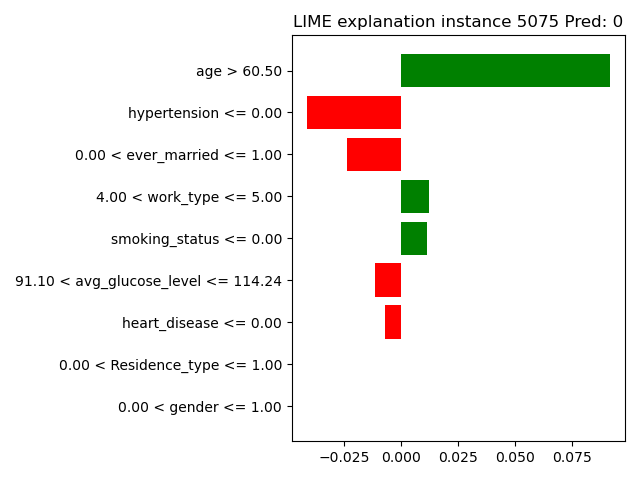 LIME explanation instance 5075 Pred: 0
age > 60.50
hypertension <= 0.00
0.00 < ever_married <= 1.00
4.00 < work_type <= 5.00
smoking_status <= 0.00
91.10 < avg_glucose_level <= 114.24
heart_disease <= 0.00
0.00 < Residence_type <= 1.00
0.00 < gender <= 1.00
−0.025 0.000 0.025 0.050 0.075